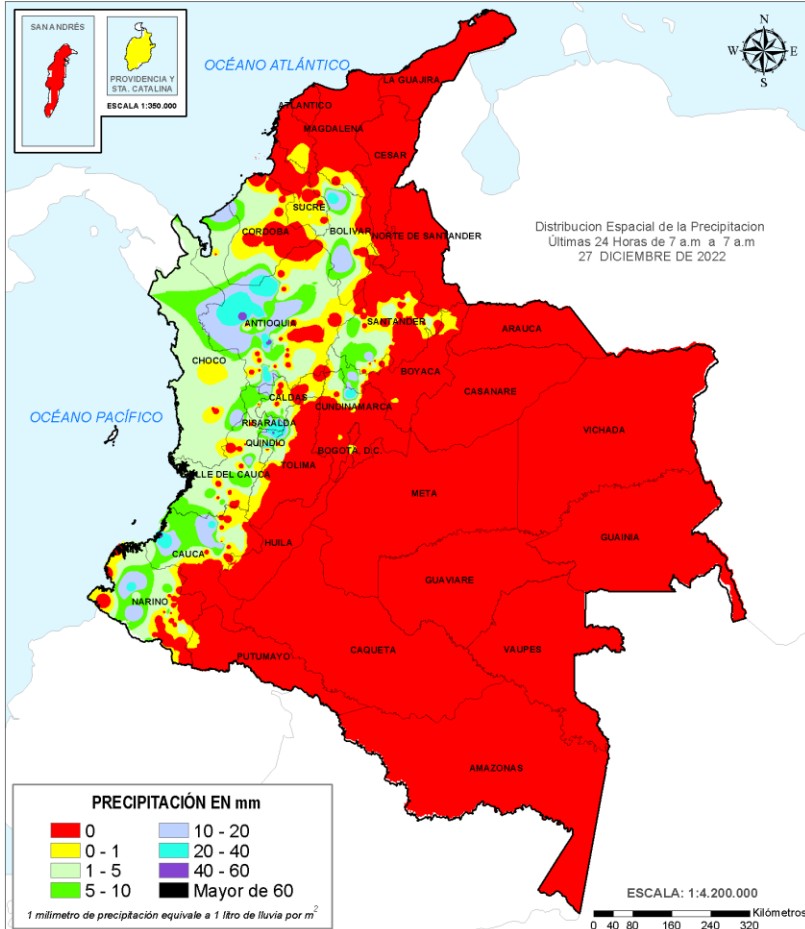 SAN ANDRÉS
PROVIDENCIA Y
STA. CATALINA
ESCALA 1:350.000
OCÉANO ATLÁNTICO
N
W
E
S
LA GUAJIRA
ATLANTICO
MAGDALENA
CESAR
SUCRE
CORDOBA
BOLIVAR
NORTE DE SANTANDER
Distribucion Espacial de la Precipitacion
Últimas 24 Horas de 7 a.m a 7 a.m
27 DICIEMBRE DE 2022
ANTIOQUIA
SANTANDER
ARAUCA
CHOCO
BOYACA
CASANARE
CALDAS
CUNDINAMARCA
OCÉANO PACÍFICO
RISARALDA
VICHADA
QUINDIO
BOGOTA, D.C.
TOLIMA
VALLE DEL CAUCA
META
GUAINIA
HUILA
CAUCA
GUAVIARE
NARINO
CAQUETA
VAUPES
PUTUMAYO
AMAZONAS
PRECIPITACIÓN EN mm
0
0 - 1
1 - 5
5 - 10
10 - 20
20 - 40
40 - 60
Mayor de 60
1 milimetro de precipitación equivale a 1 litro de lluvia por m2
ESCALA: 1:4.200.000
Kilómetros
0 40 80 160 240 320